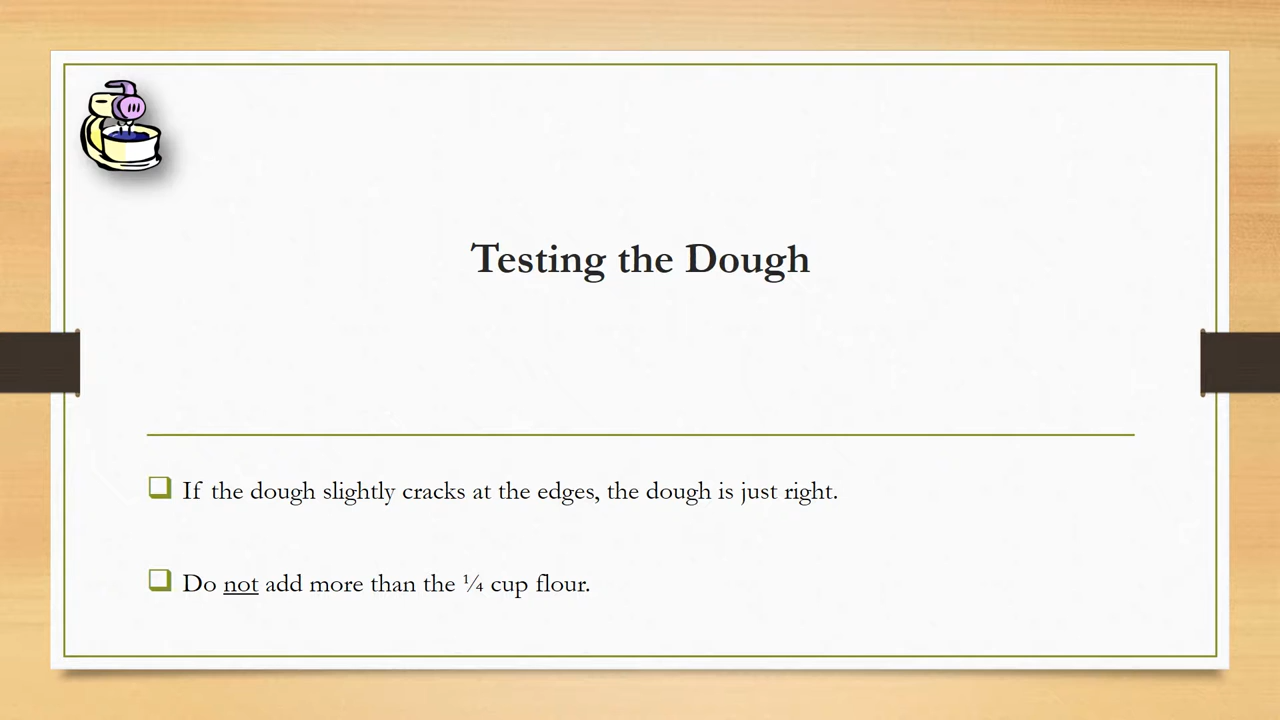 Testing the Dough
If the dough slightly cracks at the edges, the dough is just right.
Do not add more than the ¼ cup flour.